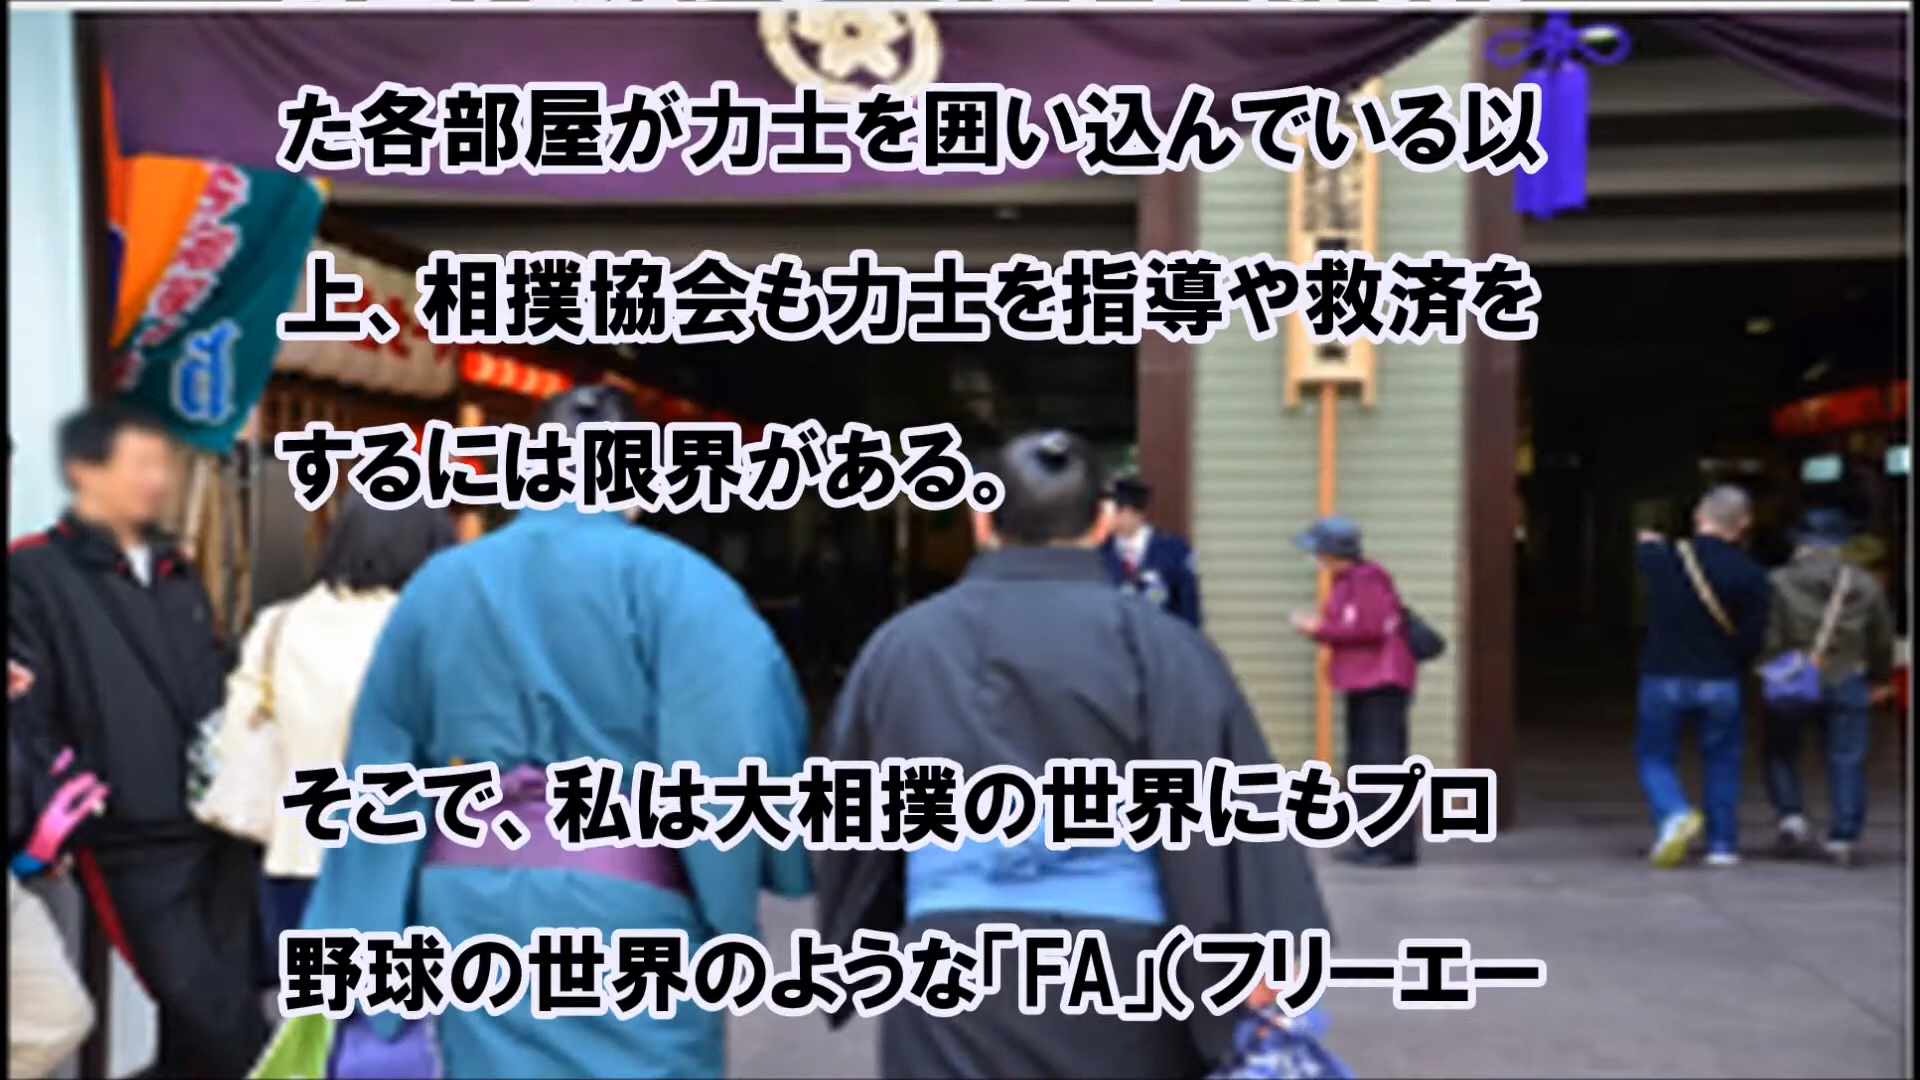 た各部屋が力士を囲い込んでいる以
上、相撲協会も力士を指導や救済を
するには限界がある。
そこで、私は大相撲の世界にもプロ
野球の世界のような「FA」（フリーエー